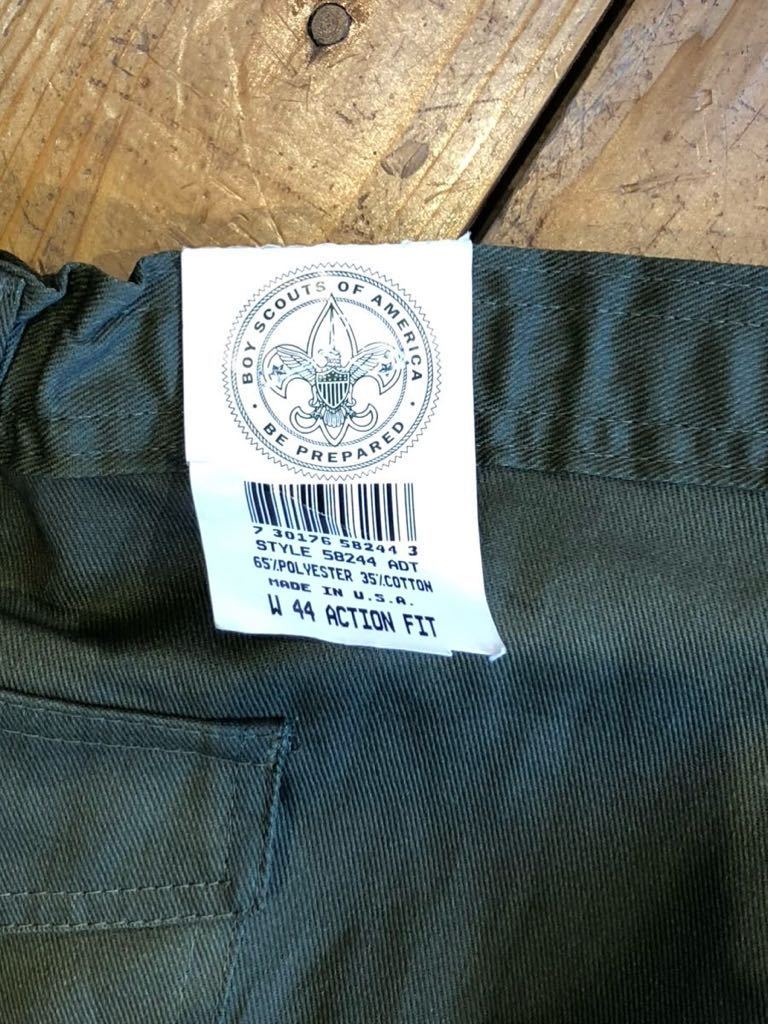 BOY SCOUTS OF AMERICA
• BE PREPARED •
7 30176 58244 3
STYLE 58244 ADT
65%POLYESTER 35%COTTON
MADE IN U.S.A.
W 44 ACTION FIT